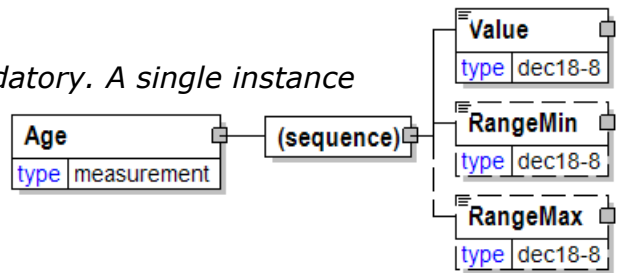 Value
type dec18-8
datory. A single instance
Age
type measurement
(sequence)
RangeMin
type dec18-8
RangeMax
type dec18-8